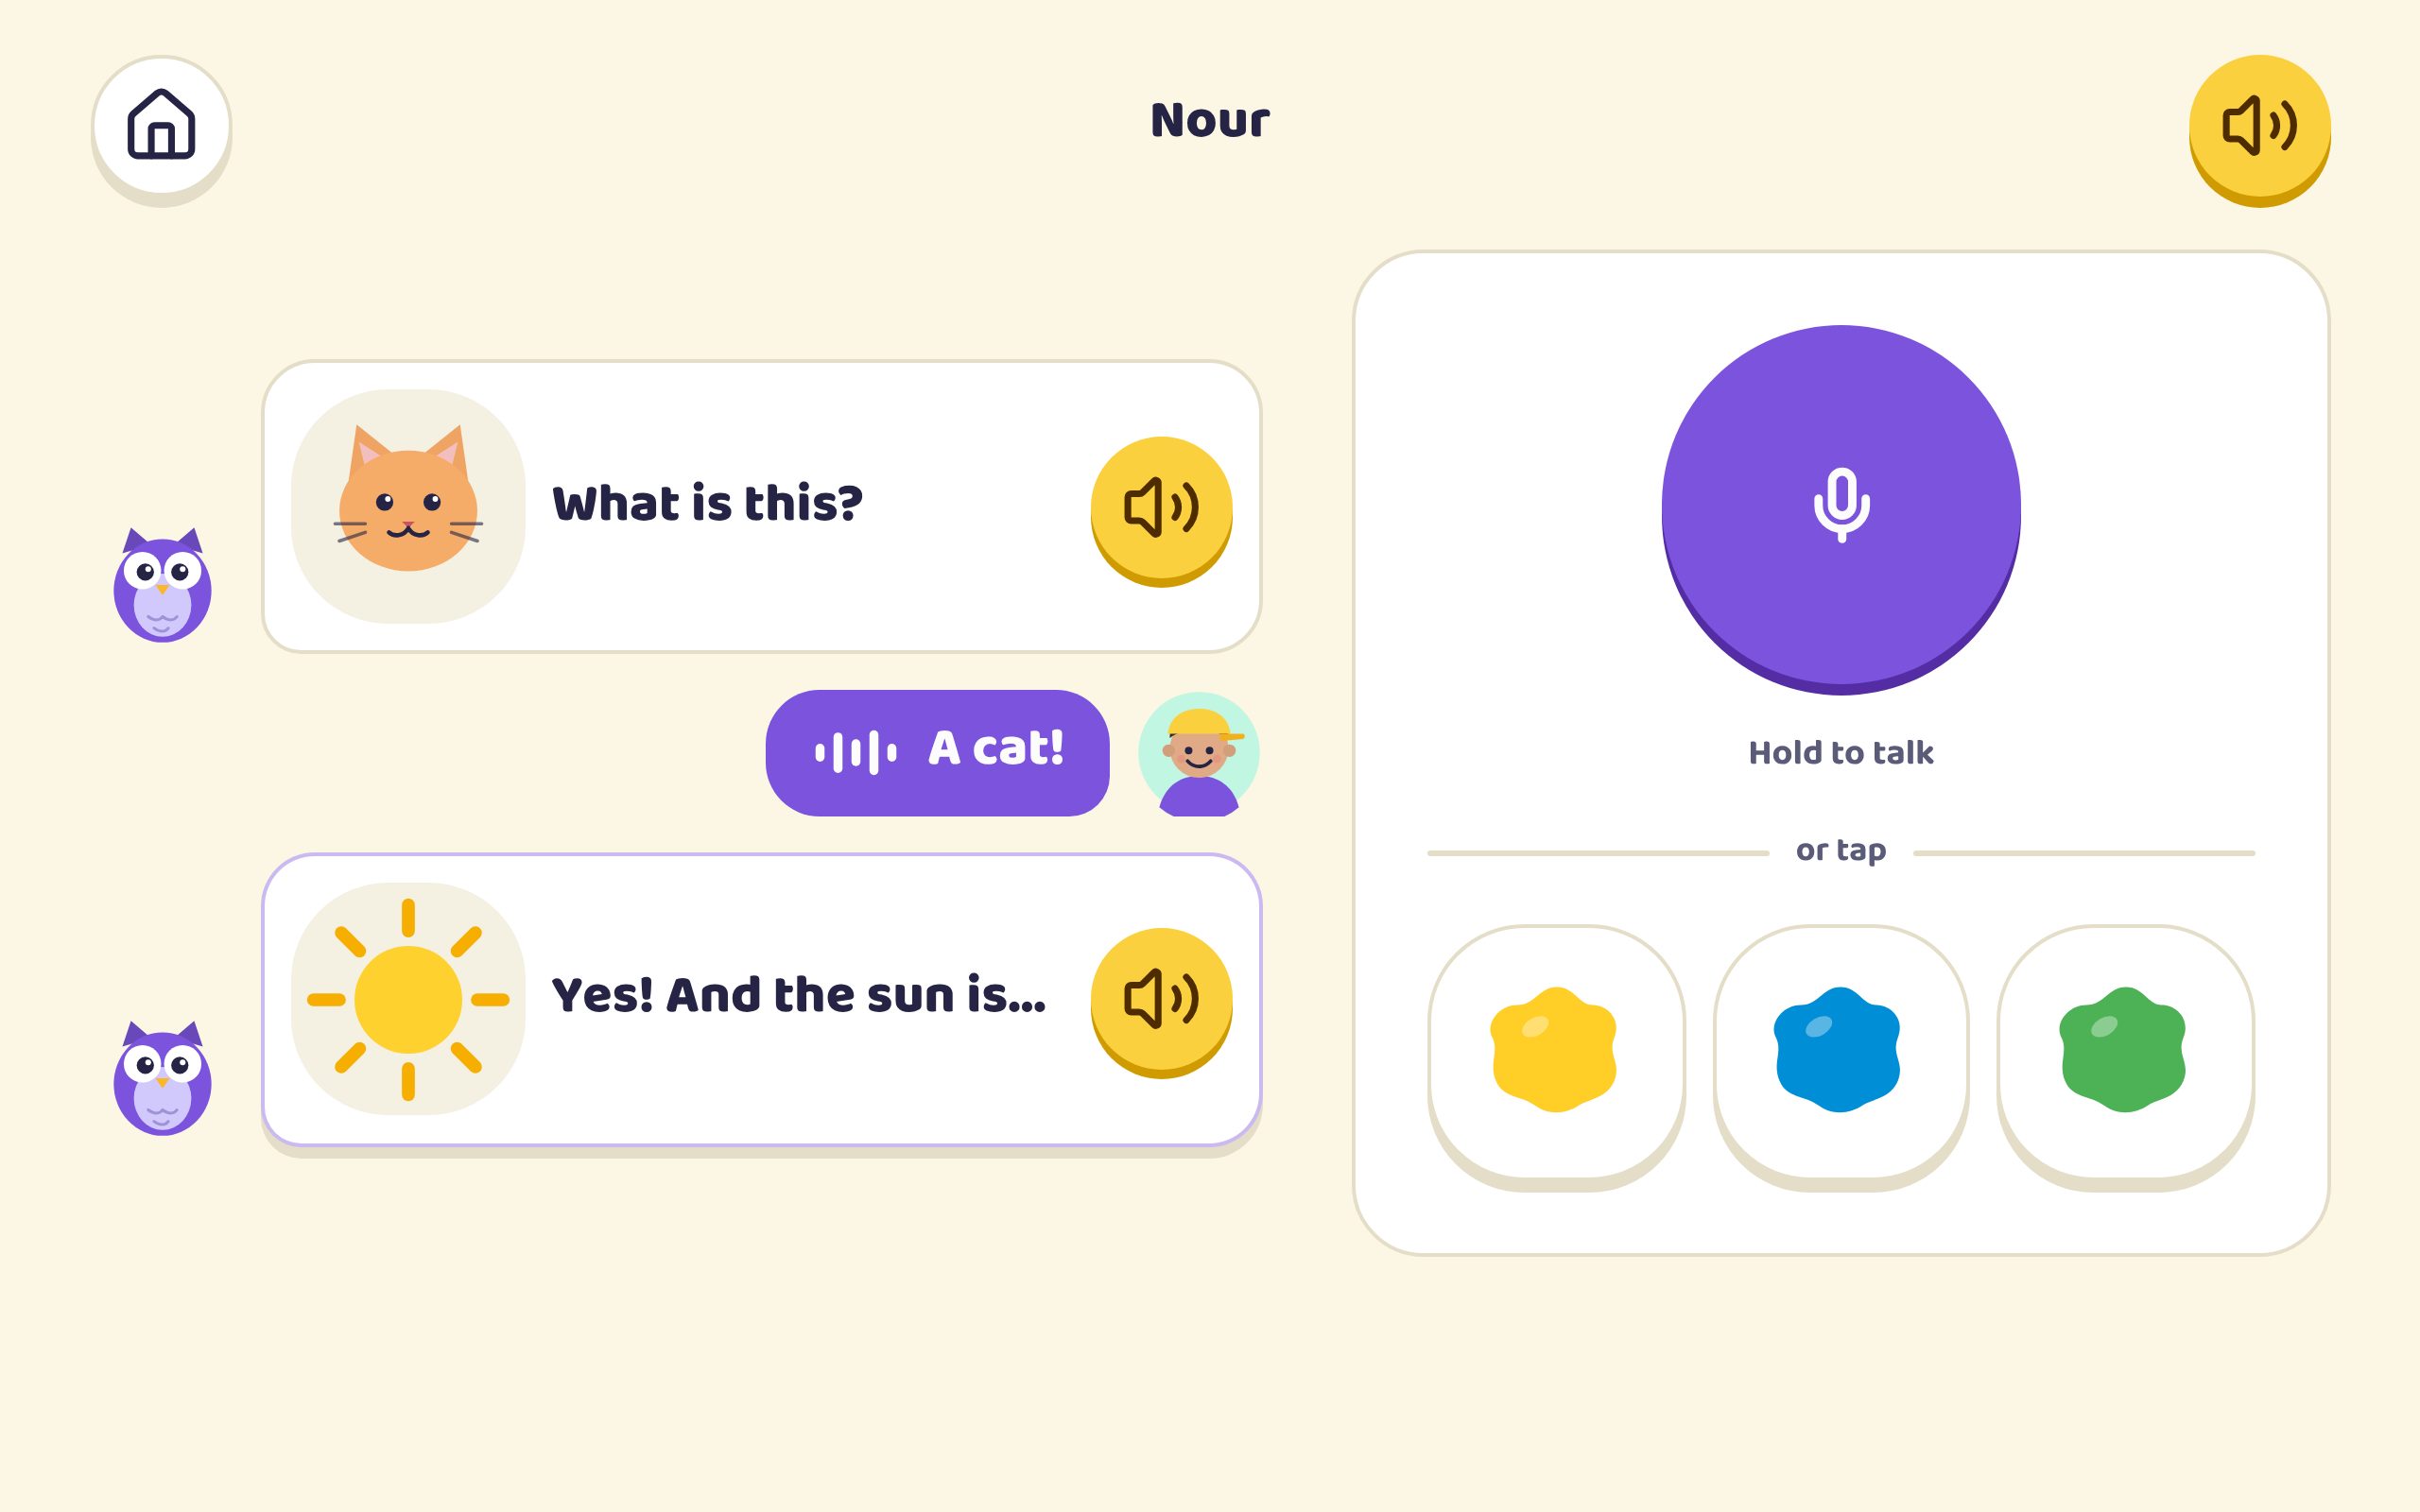 Nour
What is this?
A cat!
Yes! And the sun is...
Hold to talk
or tap